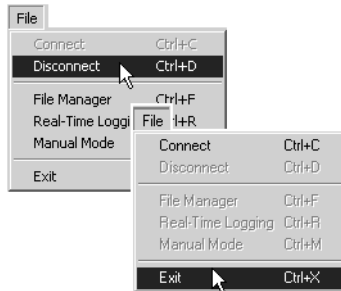 File
Connect Ctrl+C
Disconnect Ctrl+D
File Manager Ctrl+F
Real-Time Loggi
Manual Mode
Exit
File
Connect Ctrl+C
Disconnect Ctrl+D
File Manager Ctrl+F
Real-Time Logging Ctrl+R
Manual Mode Ctrl+M
Exit Ctrl+X